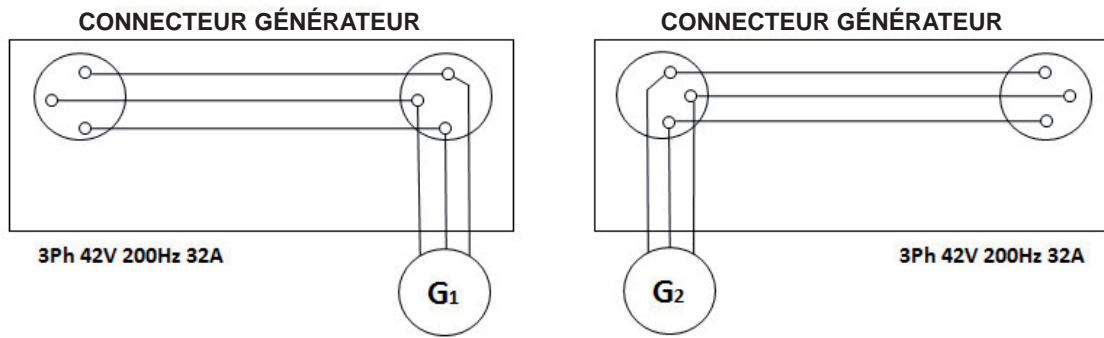 CONNECTEUR GÉNÉRATEUR
CONNECTEUR GÉNÉRATEUR
3Ph 42V 200Hz 32A
3Ph 42V 200Hz 32A
G1
G2